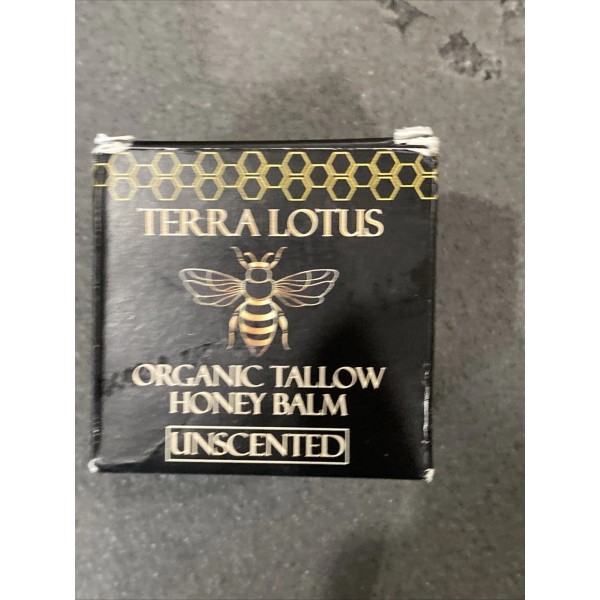 TERRA LOTUS
ORGANIC TALLOW
HONEY BALM
UNSCENTED